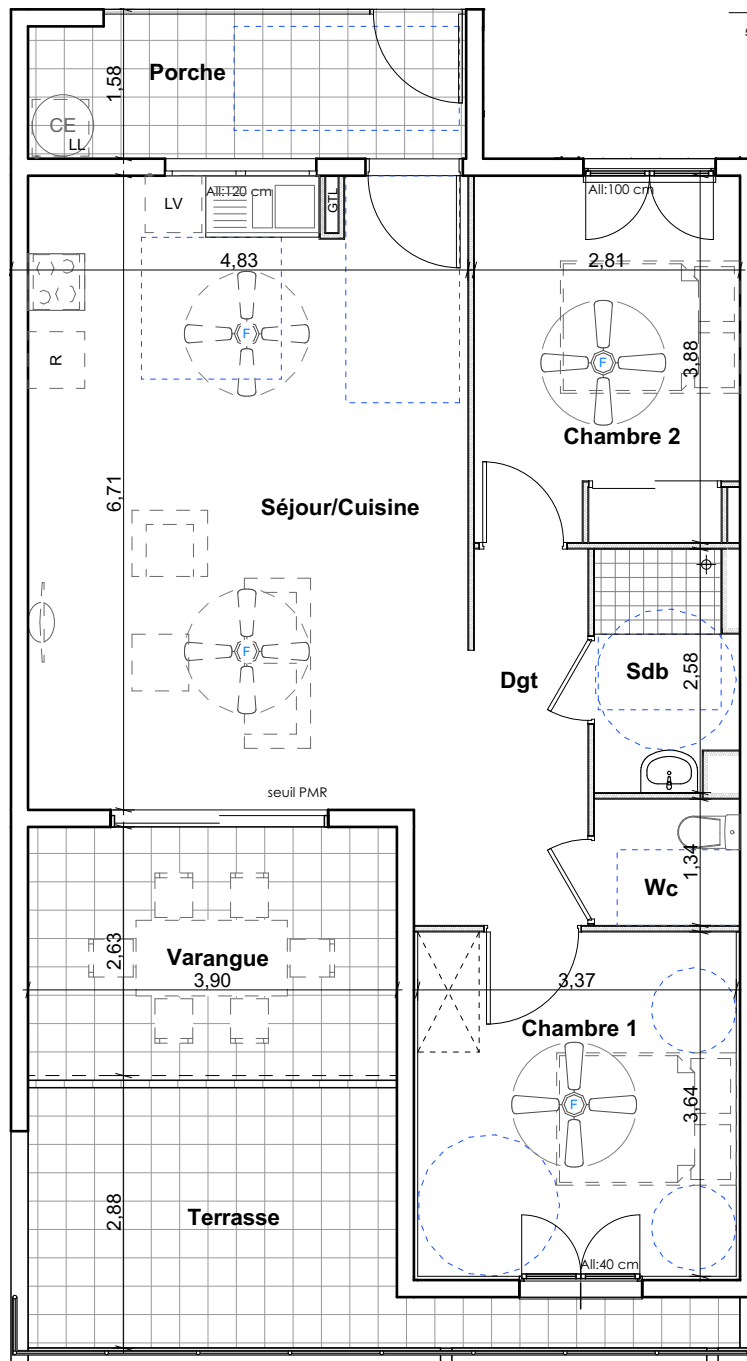 Porche
1,58
CE
LL
All:120 cm
All:100 cm
LV
GTL
4,83
2,81
F
F
R
3,88
Chambre 2
6,71
Séjour/Cuisine
F
Dgt
Sdb
2,58
seuil PMR
1,34
Wc
Varangue
2,63
3,90
3,37
Chambre 1
F
3,64
2,88
Terrasse
All:40 cm